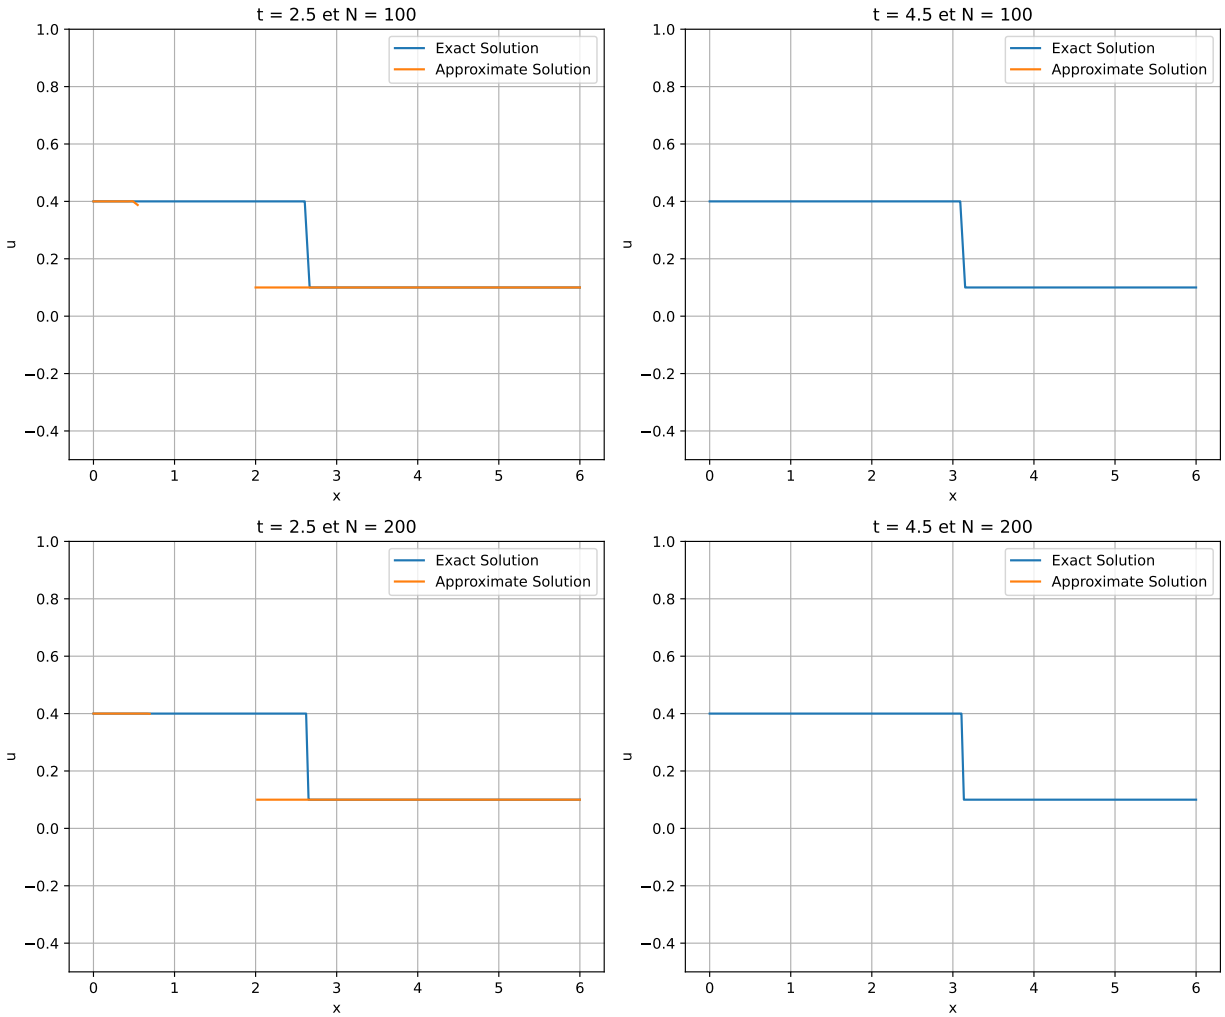 t = 2.5 et N = 100
1.0
0.8
0.6
0.4
0.2
0.0
−0.2
−0.4
u
0 1 2 3 4 5 6
x
Exact Solution
Approximate Solution
t = 4.5 et N = 100
1.0
0.8
0.6
0.4
0.2
0.0
−0.2
−0.4
u
0 1 2 3 4 5 6
x
Exact Solution
Approximate Solution
t = 2.5 et N = 200
1.0
0.8
0.6
0.4
0.2
0.0
−0.2
−0.4
u
0 1 2 3 4 5 6
x
Exact Solution
Approximate Solution
t = 4.5 et N = 200
1.0
0.8
0.6
0.4
0.2
0.0
−0.2
−0.4
u
0 1 2 3 4 5 6
x
Exact Solution
Approximate Solution